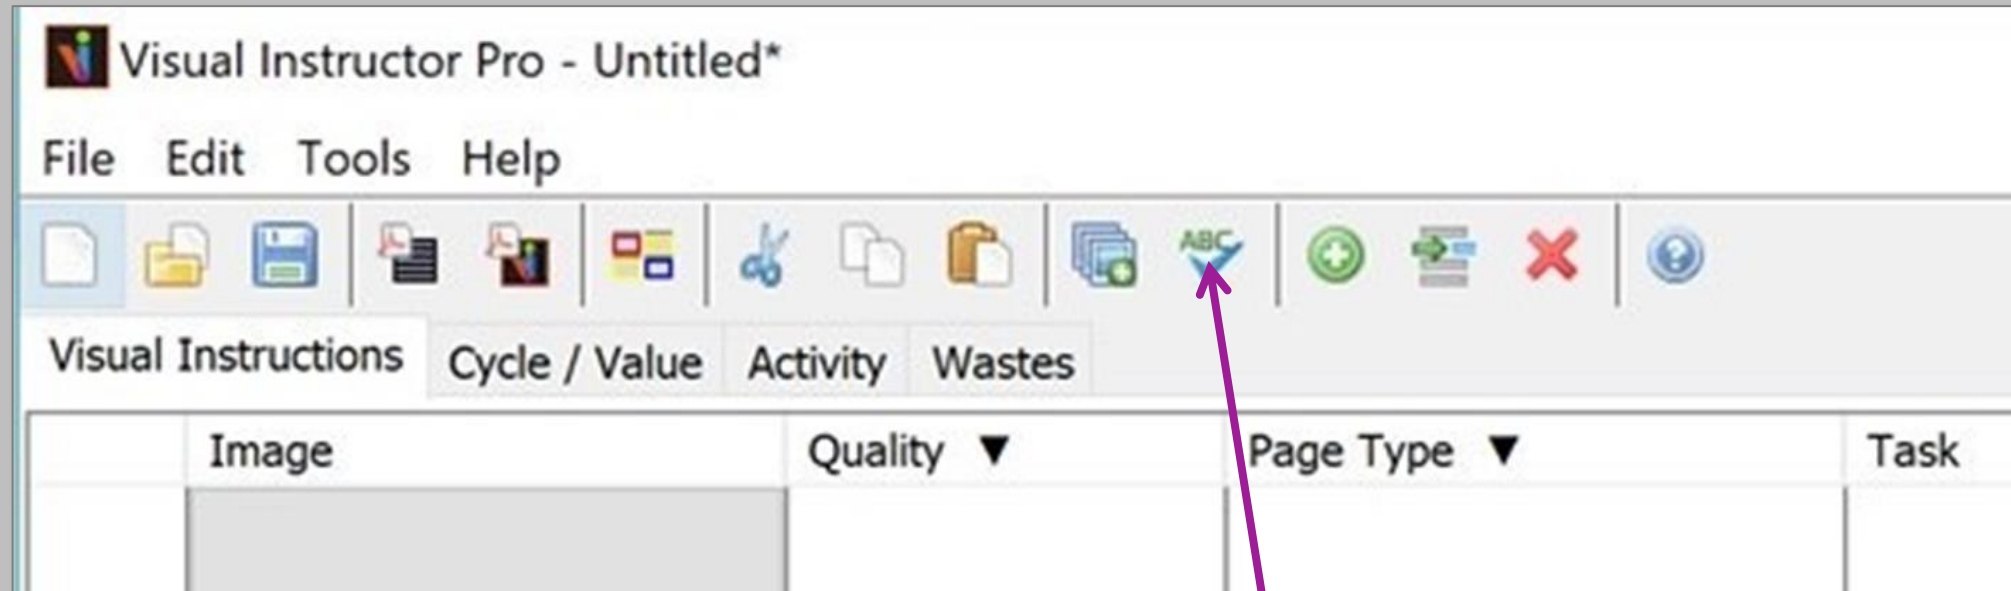 Visual Instructor Pro - Untitled*
File Edit Tools Help
ABC
Visual Instructions Cycle / Value Activity Wastes
Image Quality ▼ Page Type ▼ Task